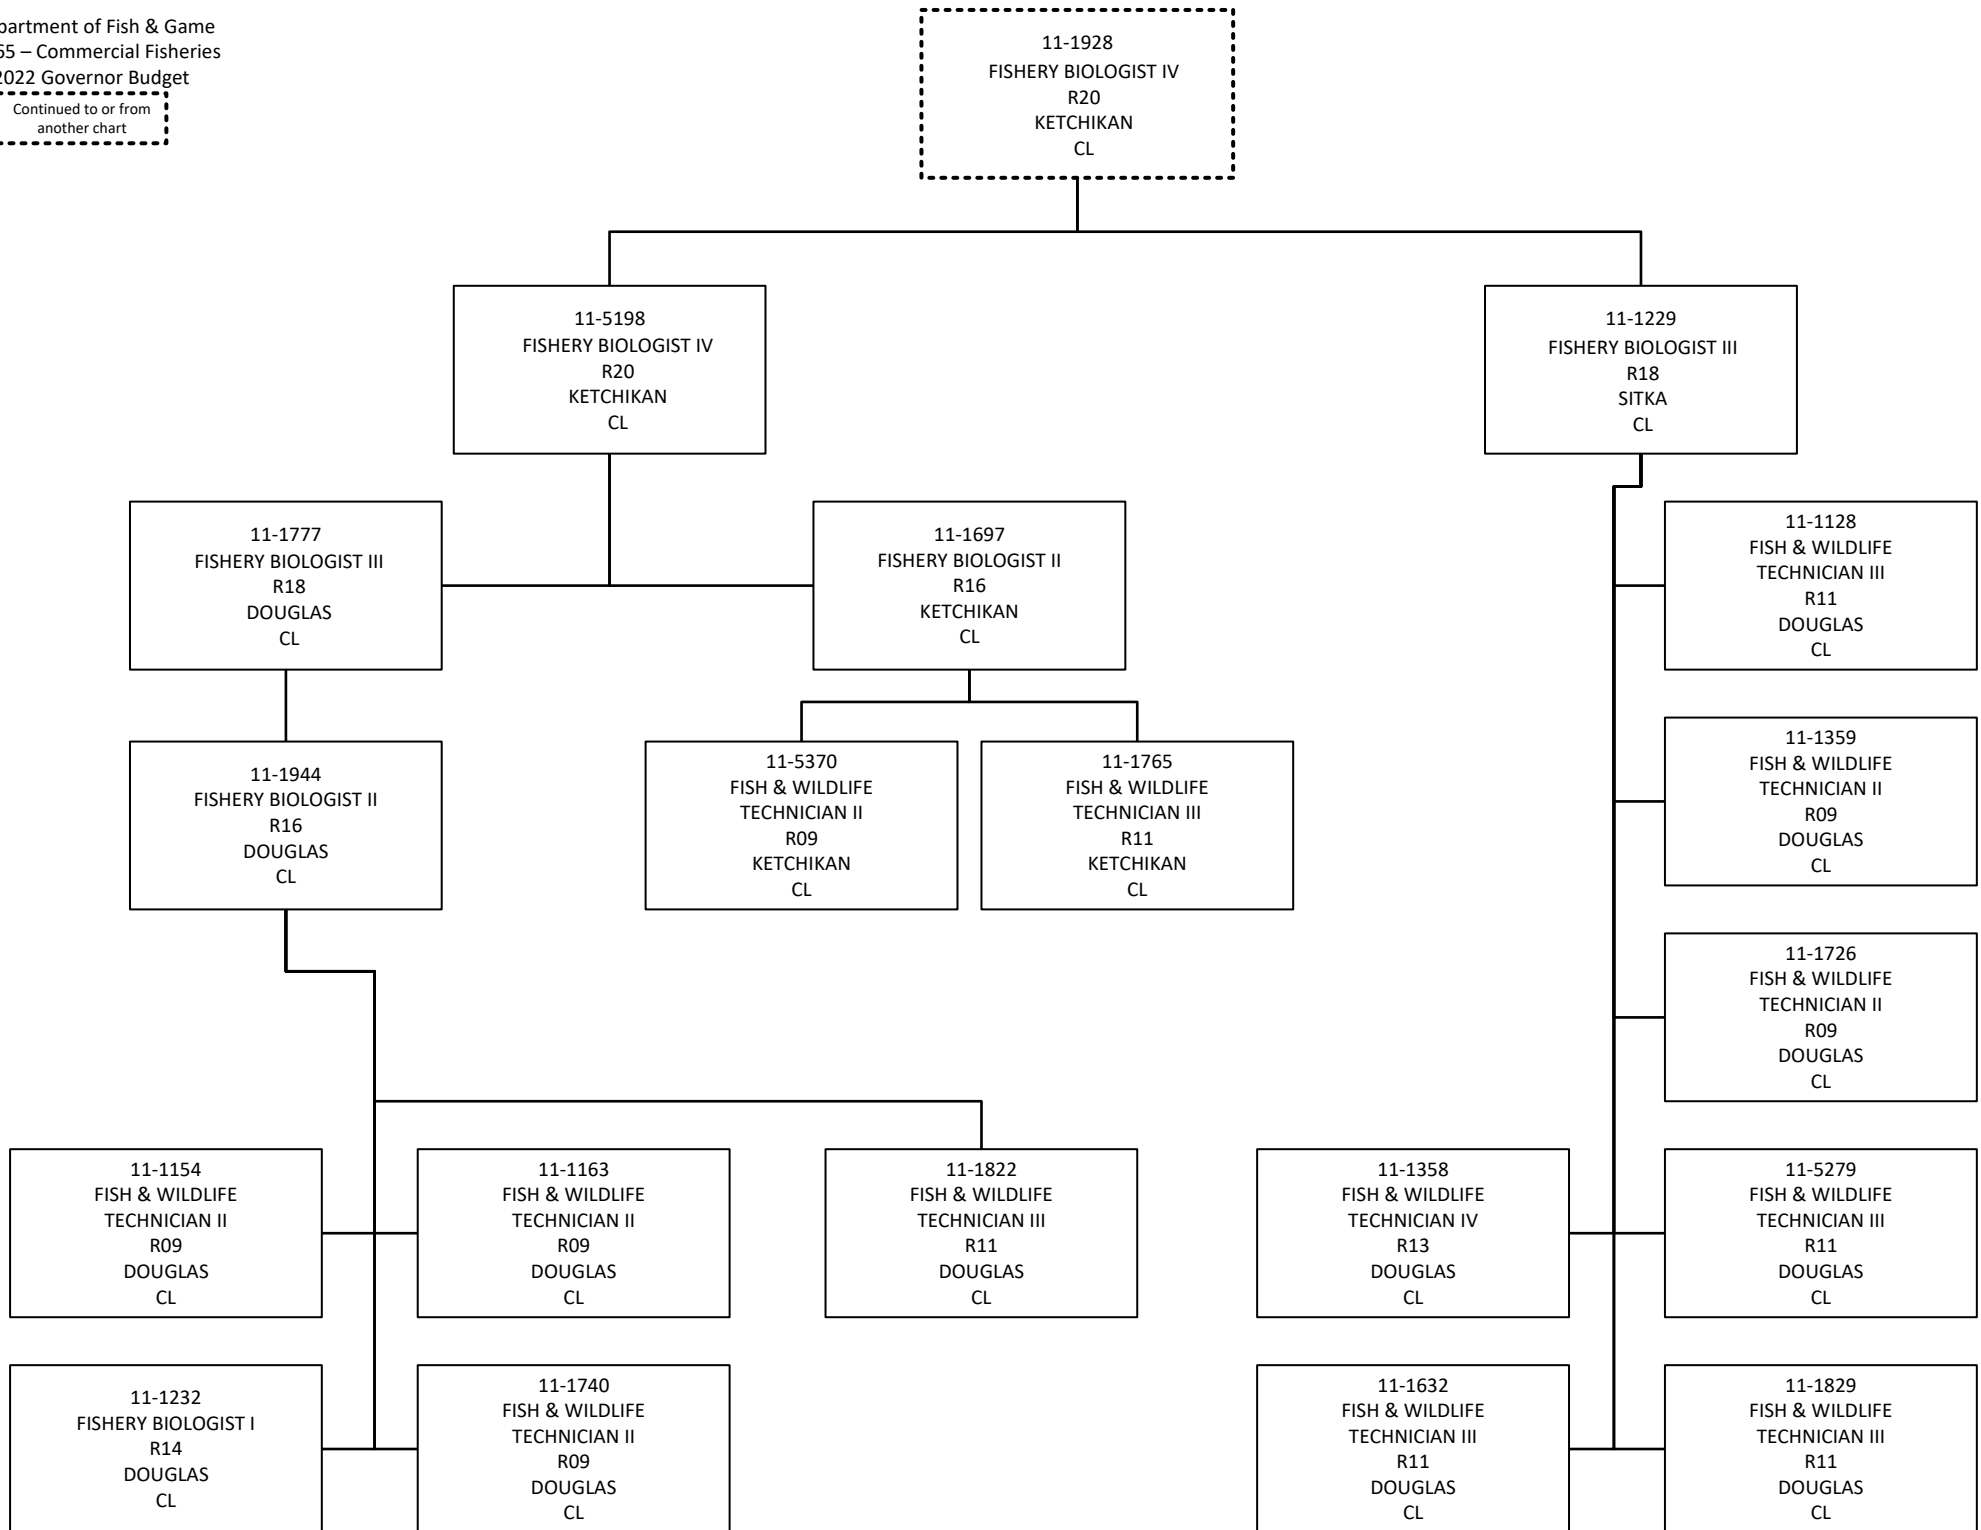 partment of Fish & Game
65 – Commercial Fisheries
2022 Governor Budget
Continued to or from
another chart
11-1928
FISHERY BIOLOGIST IV
R20
KETCHIKAN
CL
11-5198
FISHERY BIOLOGIST IV
R20
KETCHIKAN
CL
11-1229
FISHERY BIOLOGIST III
R18
SITKA
CL
11-1777
FISHERY BIOLOGIST III
R18
DOUGLAS
CL
11-1697
FISHERY BIOLOGIST II
R16
KETCHIKAN
CL
11-1128
FISH & WILDLIFE
TECHNICIAN III
R11
DOUGLAS
CL
11-1944
FISHERY BIOLOGIST II
R16
DOUGLAS
CL
11-5370
FISH & WILDLIFE
TECHNICIAN II
R09
KETCHIKAN
CL
11-1765
FISH & WILDLIFE
TECHNICIAN III
R11
KETCHIKAN
CL
11-1359
FISH & WILDLIFE
TECHNICIAN II
R09
DOUGLAS
CL
11-1726
FISH & WILDLIFE
TECHNICIAN II
R09
DOUGLAS
CL
11-1154
FISH & WILDLIFE
TECHNICIAN II
R09
DOUGLAS
CL
11-1163
FISH & WILDLIFE
TECHNICIAN II
R09
DOUGLAS
CL
11-1822
FISH & WILDLIFE
TECHNICIAN III
R11
DOUGLAS
CL
11-1358
FISH & WILDLIFE
TECHNICIAN IV
R13
DOUGLAS
CL
11-5279
FISH & WILDLIFE
TECHNICIAN III
R11
DOUGLAS
CL
11-1232
FISHERY BIOLOGIST I
R14
DOUGLAS
CL
11-1740
FISH & WILDLIFE
TECHNICIAN II
R09
DOUGLAS
CL
11-1632
FISH & WILDLIFE
TECHNICIAN III
R11
DOUGLAS
CL
11-1829
FISH & WILDLIFE
TECHNICIAN III
R11
DOUGLAS
CL